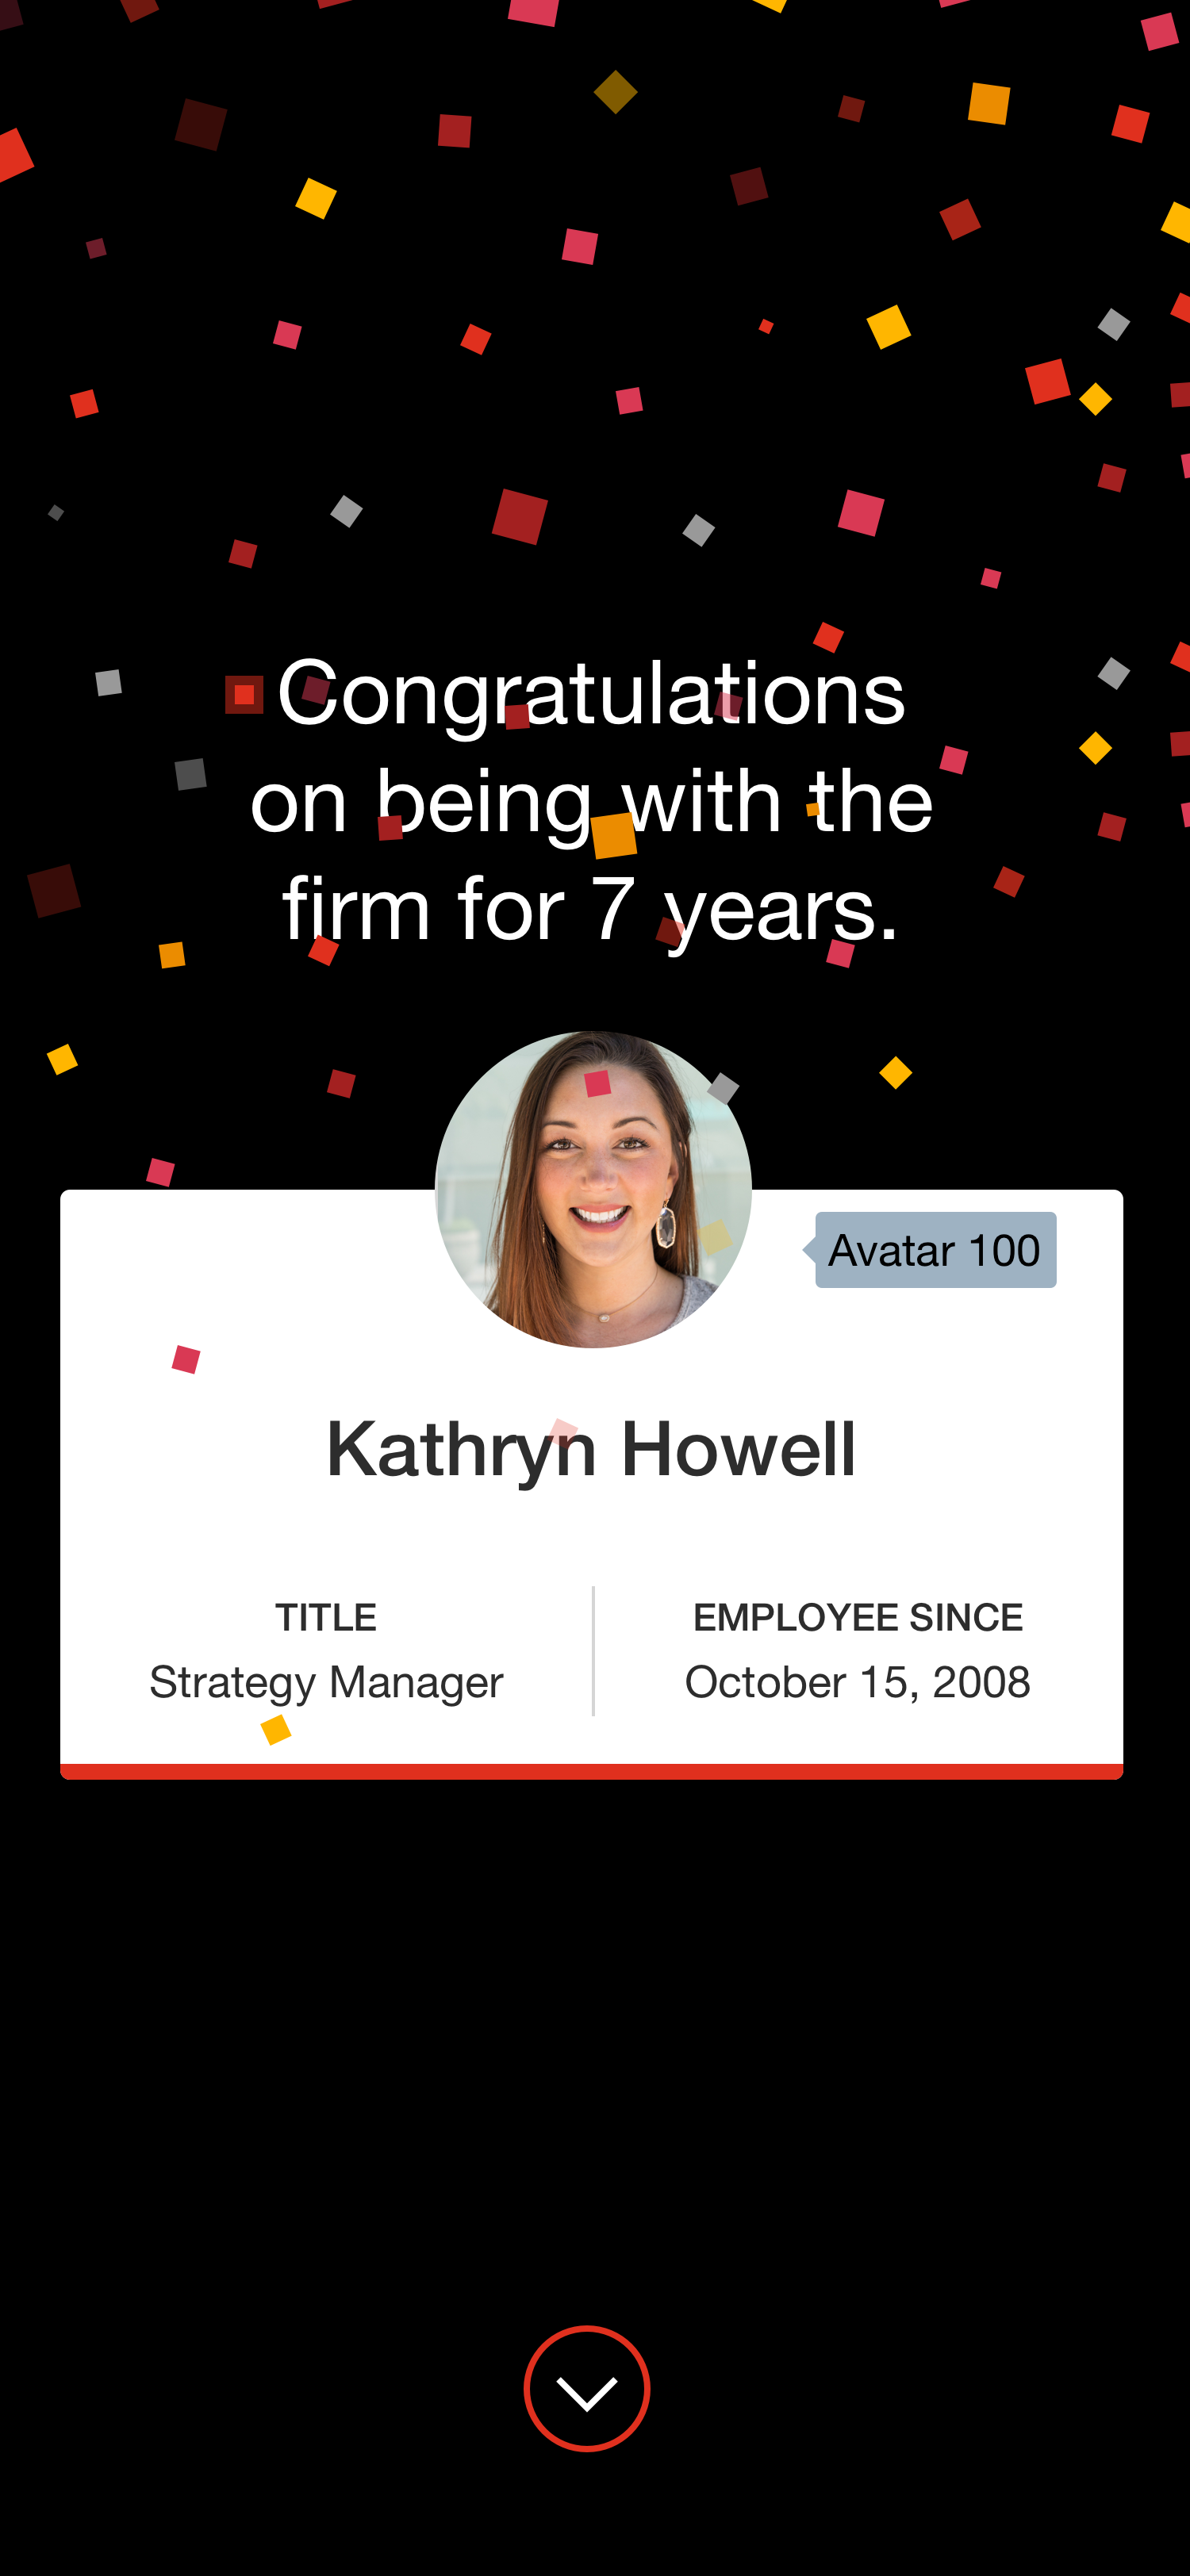 Congratulations
on being with the
firm for 7 years.
Avatar 100
Kathryn Howell
TITLE
Strategy Manager
EMPLOYEE SINCE
October 15, 2008